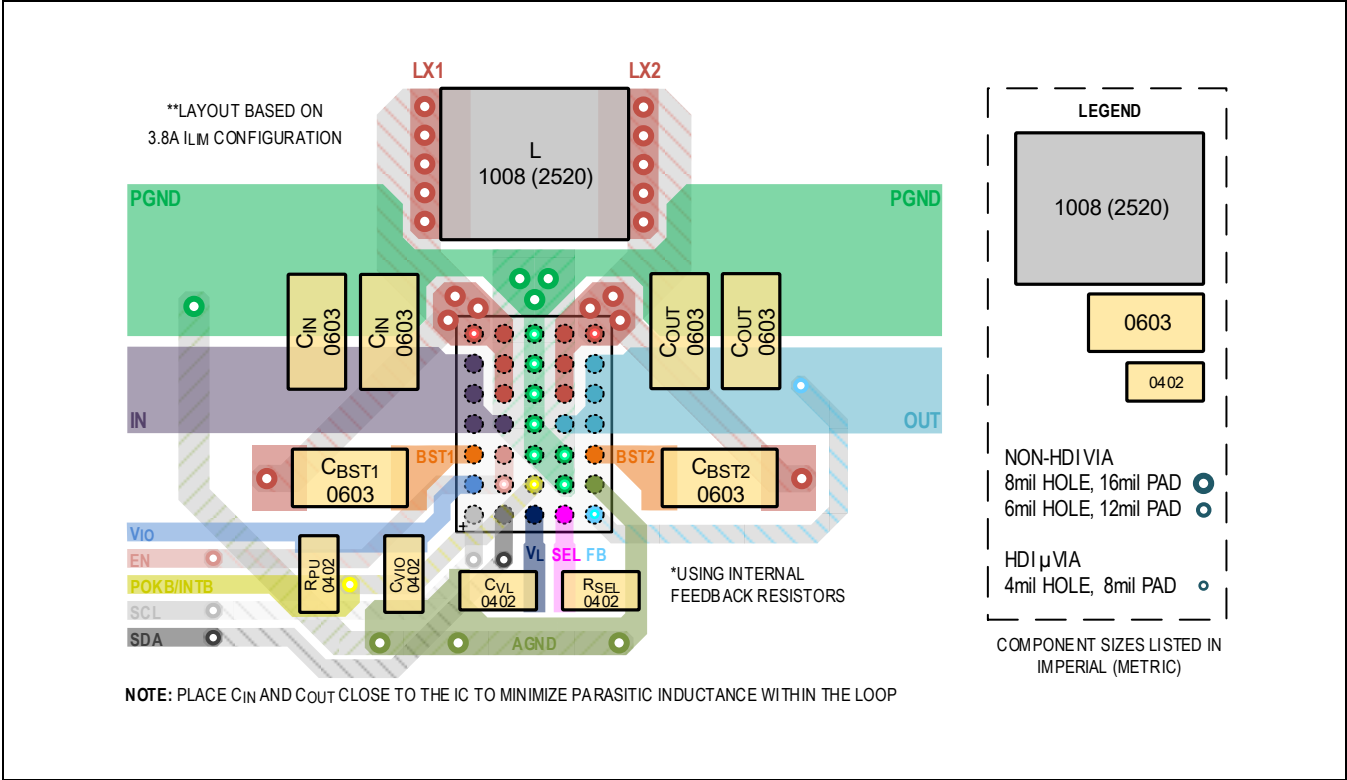 LX1
LX2
**LAYOUT BASED ON
3.8A ILIM CONFIGURATION
L
1008 (2520)
PGND
PGND
CIN
0603
CIN
0603
COUT
0603
COUT
0603
IN
OUT
BST1
BST2
CBST1
0603
CBST2
0603
VIO
EN
POKB/INTB
SCL
SDA
RPU
0402
CVIO
0402
+
VL
SEL
FB
CVL
0402
RSEL
0402
*USING INTERNAL
FEEDBACK RESISTORS
AGND
NOTE: PLACE CIN AND COUT CLOSE TO THE IC TO MINIMIZE PARASITIC INDUCTANCE WITHIN THE LOOP
LEGEND
1008 (2520)
0603
0402
NON-HDI VIA
8mil HOLE, 16mil PAD
6mil HOLE, 12mil PAD
HDI µVIA
4mil HOLE, 8mil PAD
COMPONENT SIZES LISTED IN
IMPERIAL (METRIC)